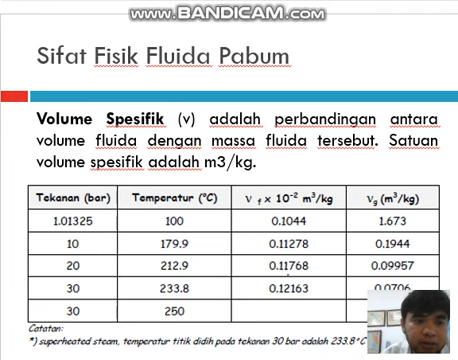 www.BANDICAM.com
Sifat Fisik Fluida Pabum
Volume Spesifik (v) adalah perbandingan antara
volume fluida dengan massa fluida tersebut. Satuan
volume spesifik adalah m3/kg.
Tekanan (bar) Temperatur (°C) v f x 10⁻² m³/kg vg (m³/kg)
1.01325 100 0.1044 1.673
10 179.9 0.11278 0.1944
20 212.9 0.11768 0.09957
30 233.8 0.12163 0.0706
30 250
Catatan:
*) superheated steam, temperatur titik didih pada tekanan 30 bar adalah 233.8°C